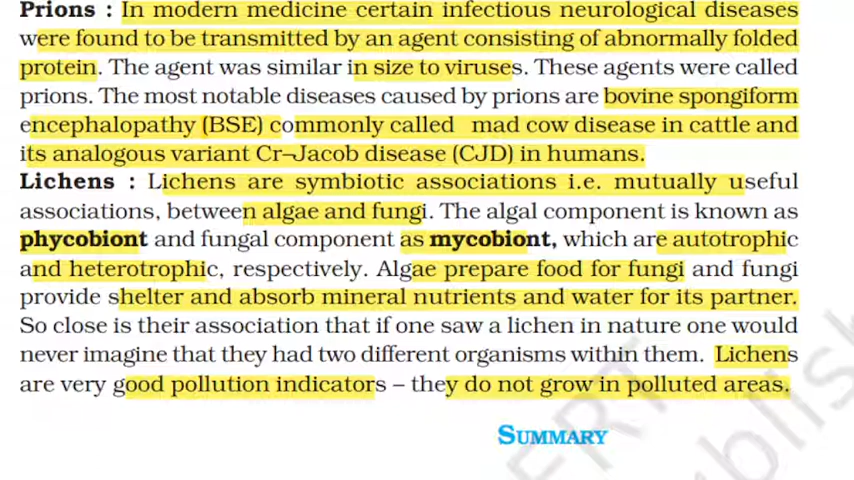 Prions : In modern medicine certain infectious neurological diseases
were found to be transmitted by an agent consisting of abnormally folded
protein. The agent was similar in size to viruses. These agents were called
prions. The most notable diseases caused by prions are bovine spongiform
encephalopathy (BSE) commonly called mad cow disease in cattle and
its analogous variant Cr–Jacob disease (CJD) in humans.
Lichens : Lichens are symbiotic associations i.e. mutually useful
associations, between algae and fungi. The algal component is known as
phycobiont and fungal component as mycobiont, which are autotrophic
and heterotrophic, respectively. Algae prepare food for fungi and fungi
provide shelter and absorb mineral nutrients and water for its partner.
So close is their association that if one saw a lichen in nature one would
never imagine that they had two different organisms within them. Lichens
are very good pollution indicators – they do not grow in polluted areas.
SUMMARY